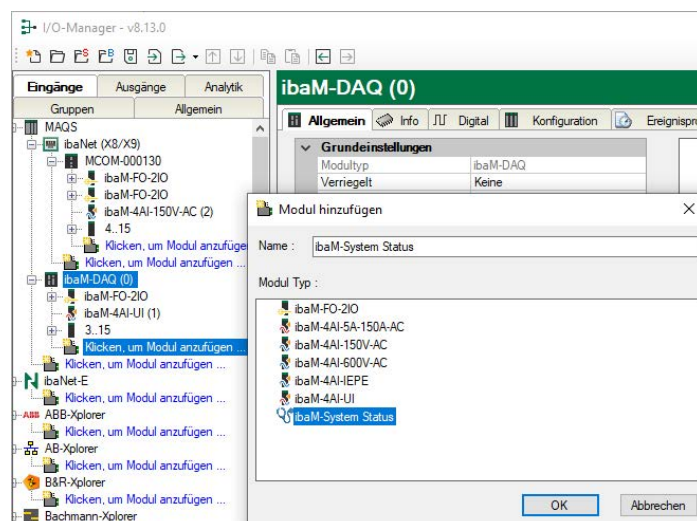 I/O-Manager - v8.13.0
Eingänge
Ausgänge
Analytik
Gruppen
Allgemein
MAQS
ibaNet (X8/X9)
MCOM-000130
ibaM-FO-2IO
ibaM-FO-2IO
ibaM-4AI-150V-AC (2)
4..15
Klicken, um Modul anzufüge
Klicken, um Modul anzufügen ...
ibaM-DAQ (0)
ibaM-FO-2IO
ibaM-4AI-UI (1)
3..15
Klicken, um Modul anzufügen ...
Klicken, um Modul anzufügen ...
ibaNet-E
Klicken, um Modul anzufügen ...
ABB ABB-Xplorer
Klicken, um Modul anzufügen ...
AB-Xplorer
Klicken, um Modul anzufügen ...
B&R-Xplorer
Klicken, um Modul anzufügen ...
Bachmann-Xplorer
ibaM-DAQ (0)
Allgemein
Info
Digital
Konfiguration
Ereignispro
Grundeinstellungen
Modultyp ibaM-DAQ
Verriegelt Keine
Modul hinzufügen
Name : ibaM-System Status
Modul Typ :
ibaM-FO-2IO
ibaM-4AI-5A-150A-AC
ibaM-4AI-150V-AC
ibaM-4AI-600V-AC
ibaM-4AI-IEPE
ibaM-4AI-UI
ibaM-System Status
OK
Abbrechen